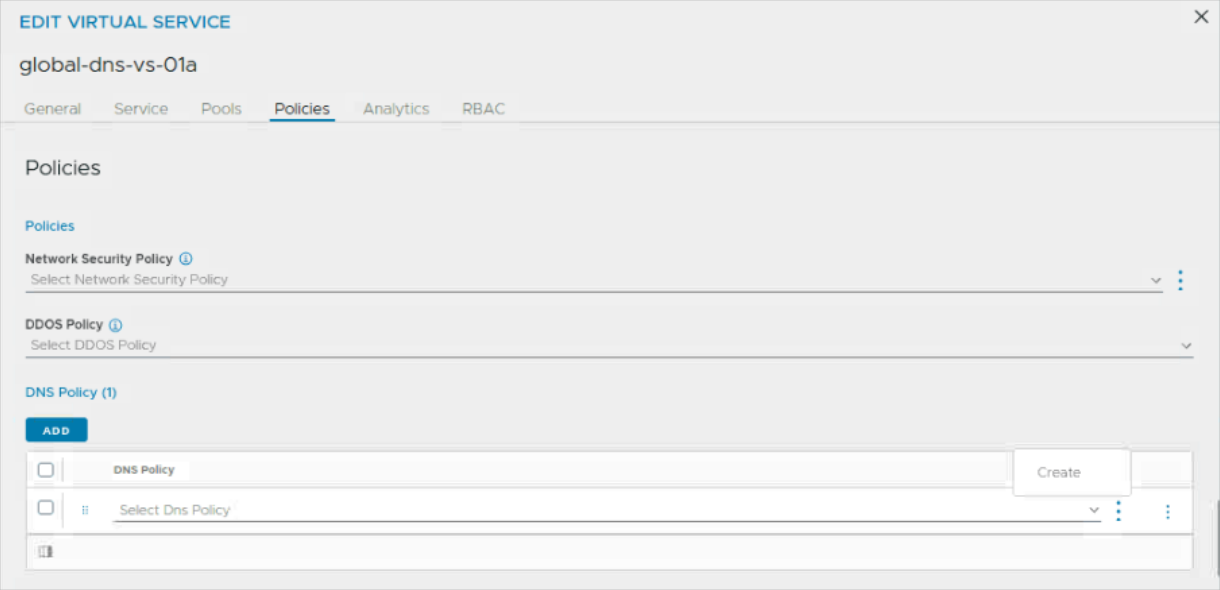 EDIT VIRTUAL SERVICE
global-dns-vs-01a
General Service Pools Policies Analytics RBAC
Policies
Policies
Network Security Policy
Select Network Security Policy
DDOS Policy
Select DDOS Policy
DNS Policy (1)
ADD
DNS Policy
Create
Select Dns Policy